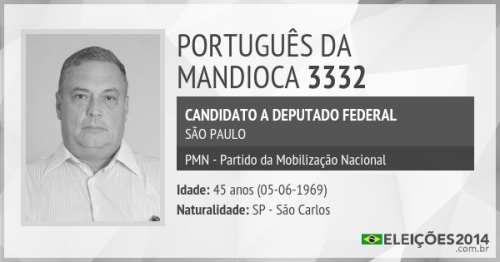 PORTUGUÊS DA
MANDIOCA 3332
CANDIDATO A DEPUTADO FEDERAL
SÃO PAULO
PMN - Partido da Mobilização Nacional
Idade: 45 anos (05-06-1969)
Naturalidade: SP - São Carlos
ELEIÇÕES2014
.com.br